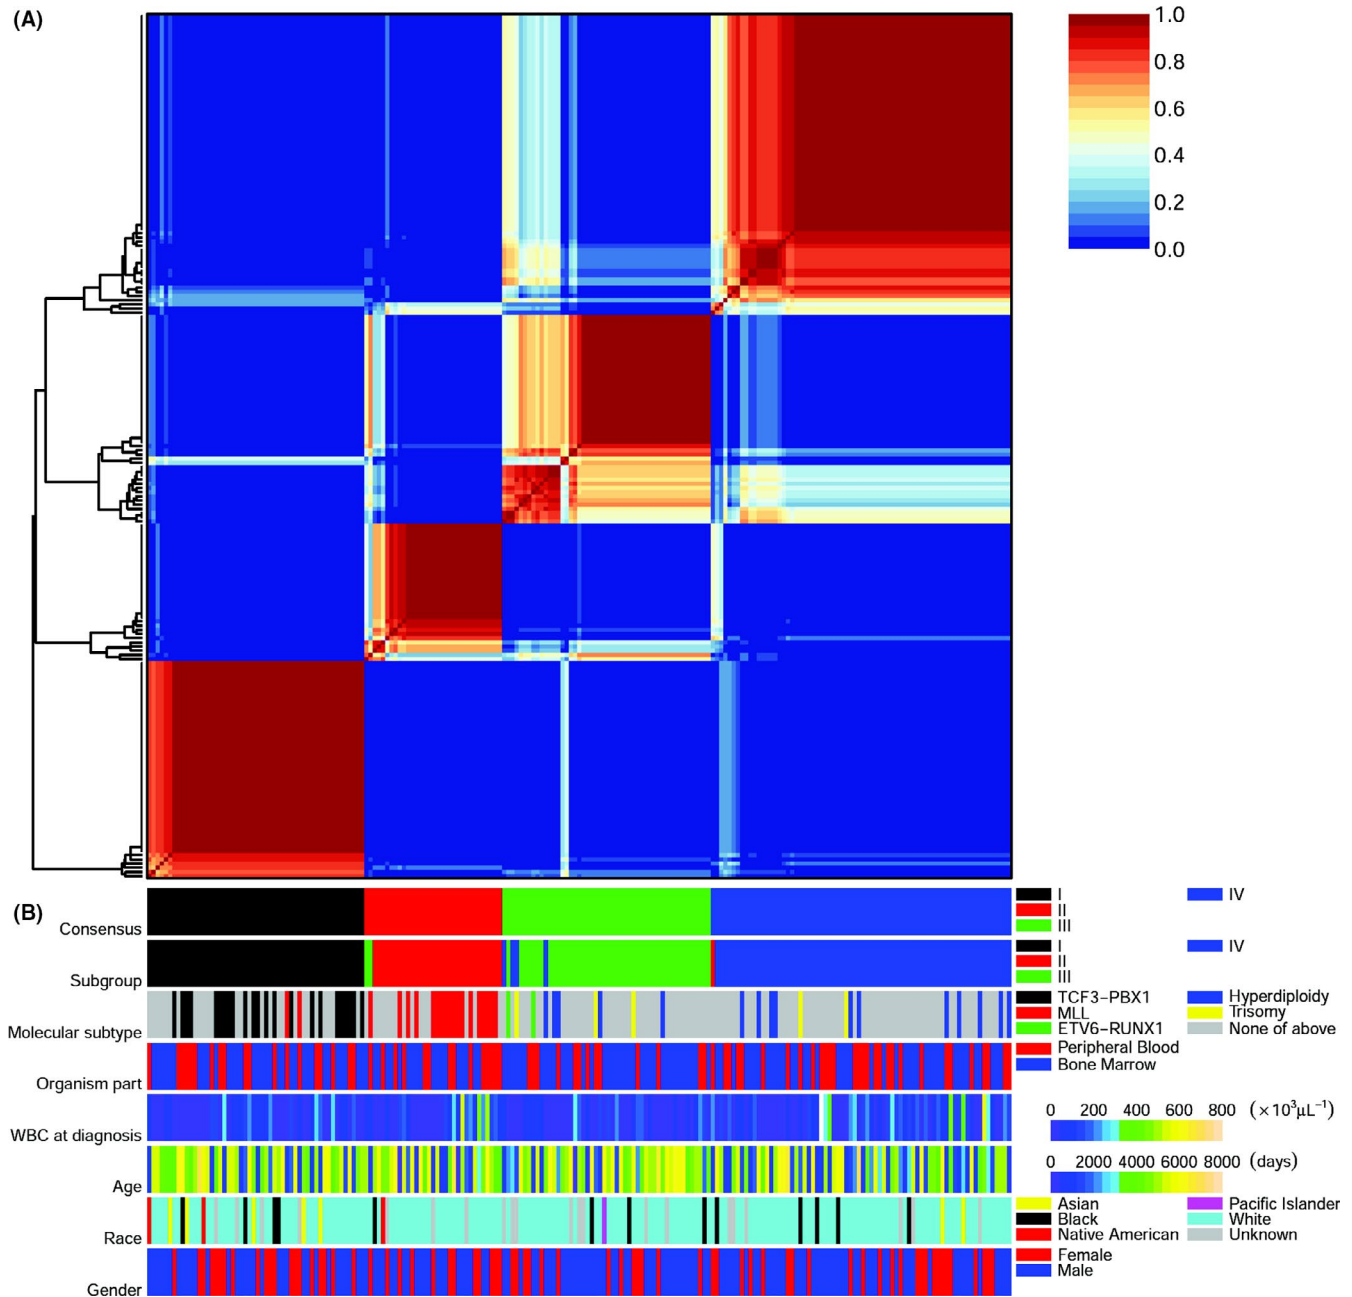 (A)
1.0
0.8
0.6
0.4
0.2
0.0
(B)
Consensus
I
IV
II
III
Subgroup
I
IV
II
III
Molecular subtype
TCF3-PBX1
Hyperdiploidy
MLL
Trisomy
ETV6-RUNX1
None of above
Organism part
Peripheral Blood
Bone Marrow
WBC at diagnosis
0 200 400 600 800 (×10³μL⁻¹)
Age
0 2000 4000 6000 8000 (days)
Race
Asian
Pacific Islander
Black
White
Native American
Unknown
Gender
Female
Male